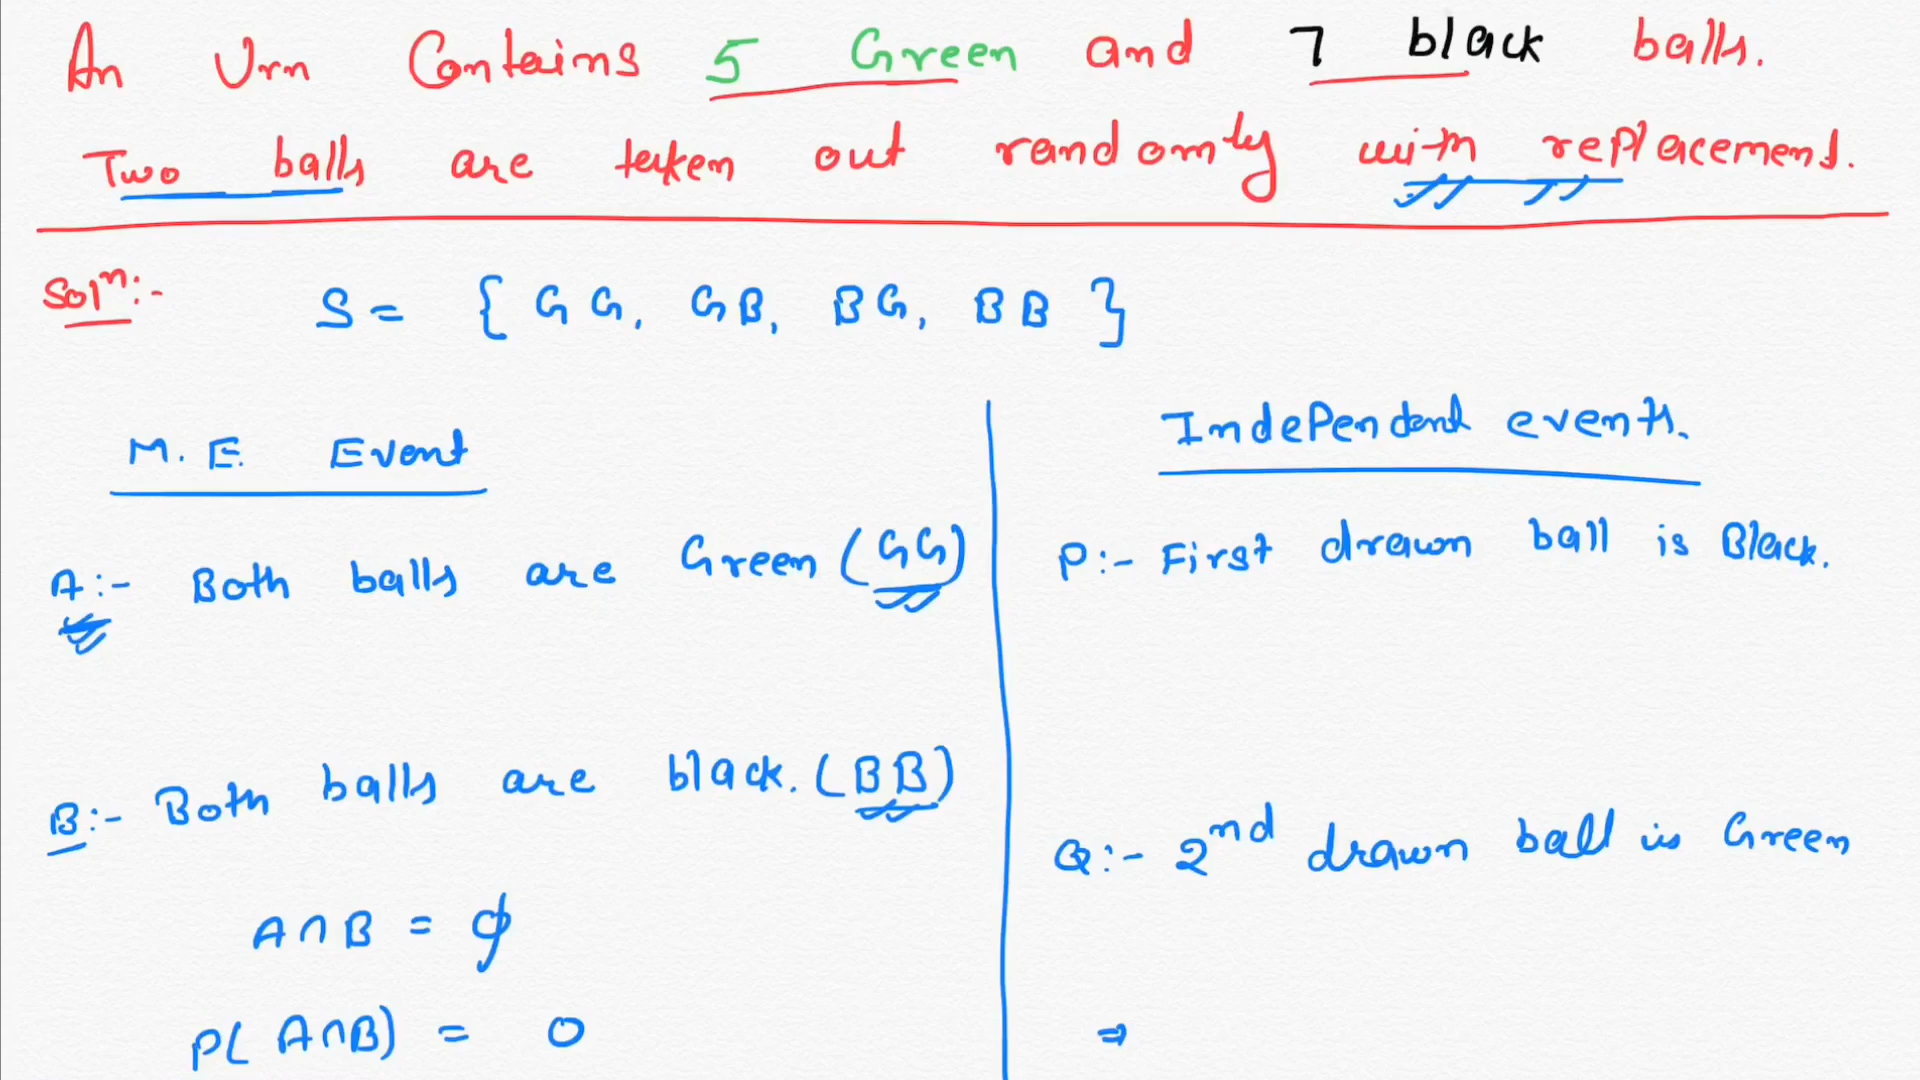 An Urn Contains 5 Green and 7 black balls.
Two balls are taken out randomly with replacement.
Solⁿ:-
S = { GG, GB, BG, BB }
M.E. Event
A:- Both balls are Green (GG)
B:- Both balls are black. (BB)
A∩B = ϕ
P(A∩B) = 0
Independent events.
P:- First drawn ball is Black.
Q:- 2nd drawn ball is Green
⇒